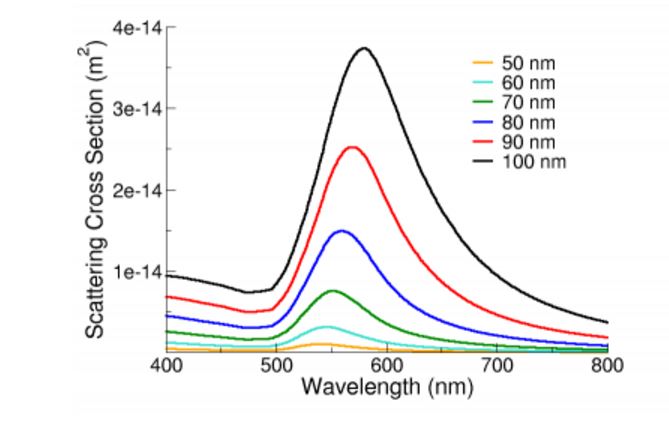 4e-14
3e-14
2e-14
1e-14
Scattering Cross Section (m²)
50 nm
60 nm
70 nm
80 nm
90 nm
100 nm
400 500 600 700 800
Wavelength (nm)